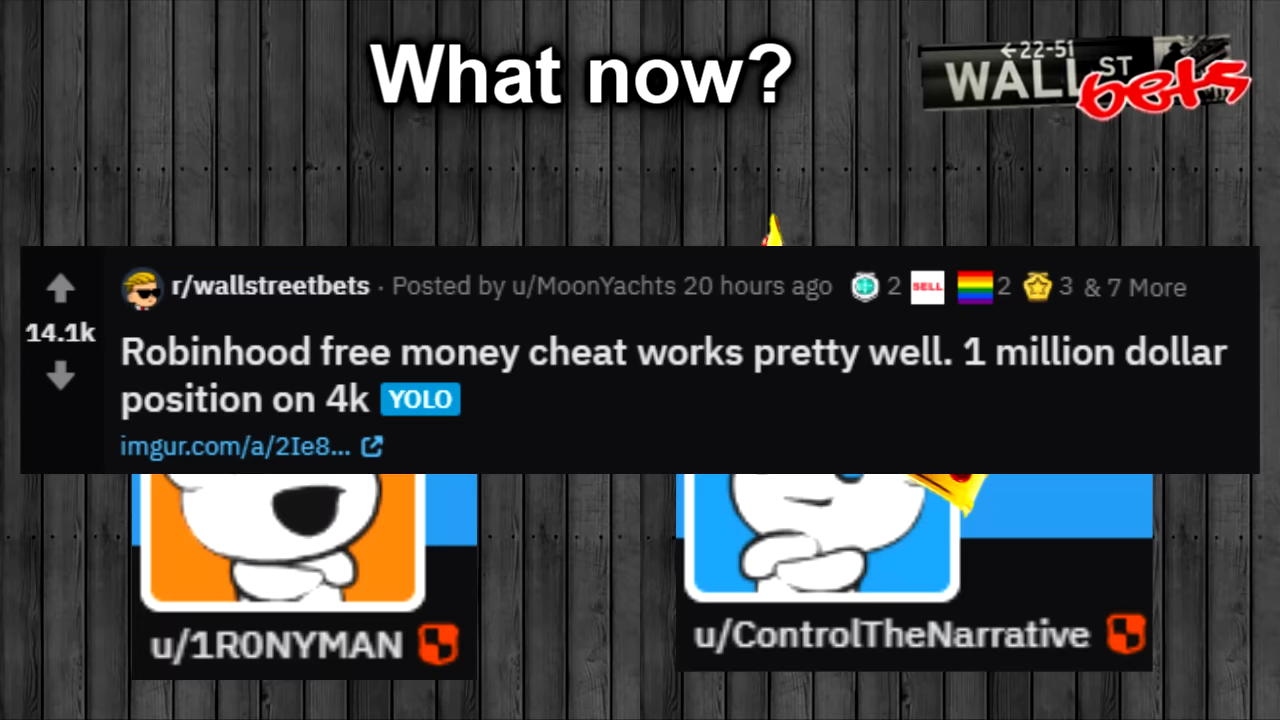 What now?
←22-51
WALL ST
bets
r/wallstreetbets · Posted by u/MoonYachts 20 hours ago 2 SELL 2 3 & 7 More
14.1k
Robinhood free money cheat works pretty well. 1 million dollar
position on 4k YOLO
imgur.com/a/2Ie8...
u/1R0NYMAN
u/ControlTheNarrative